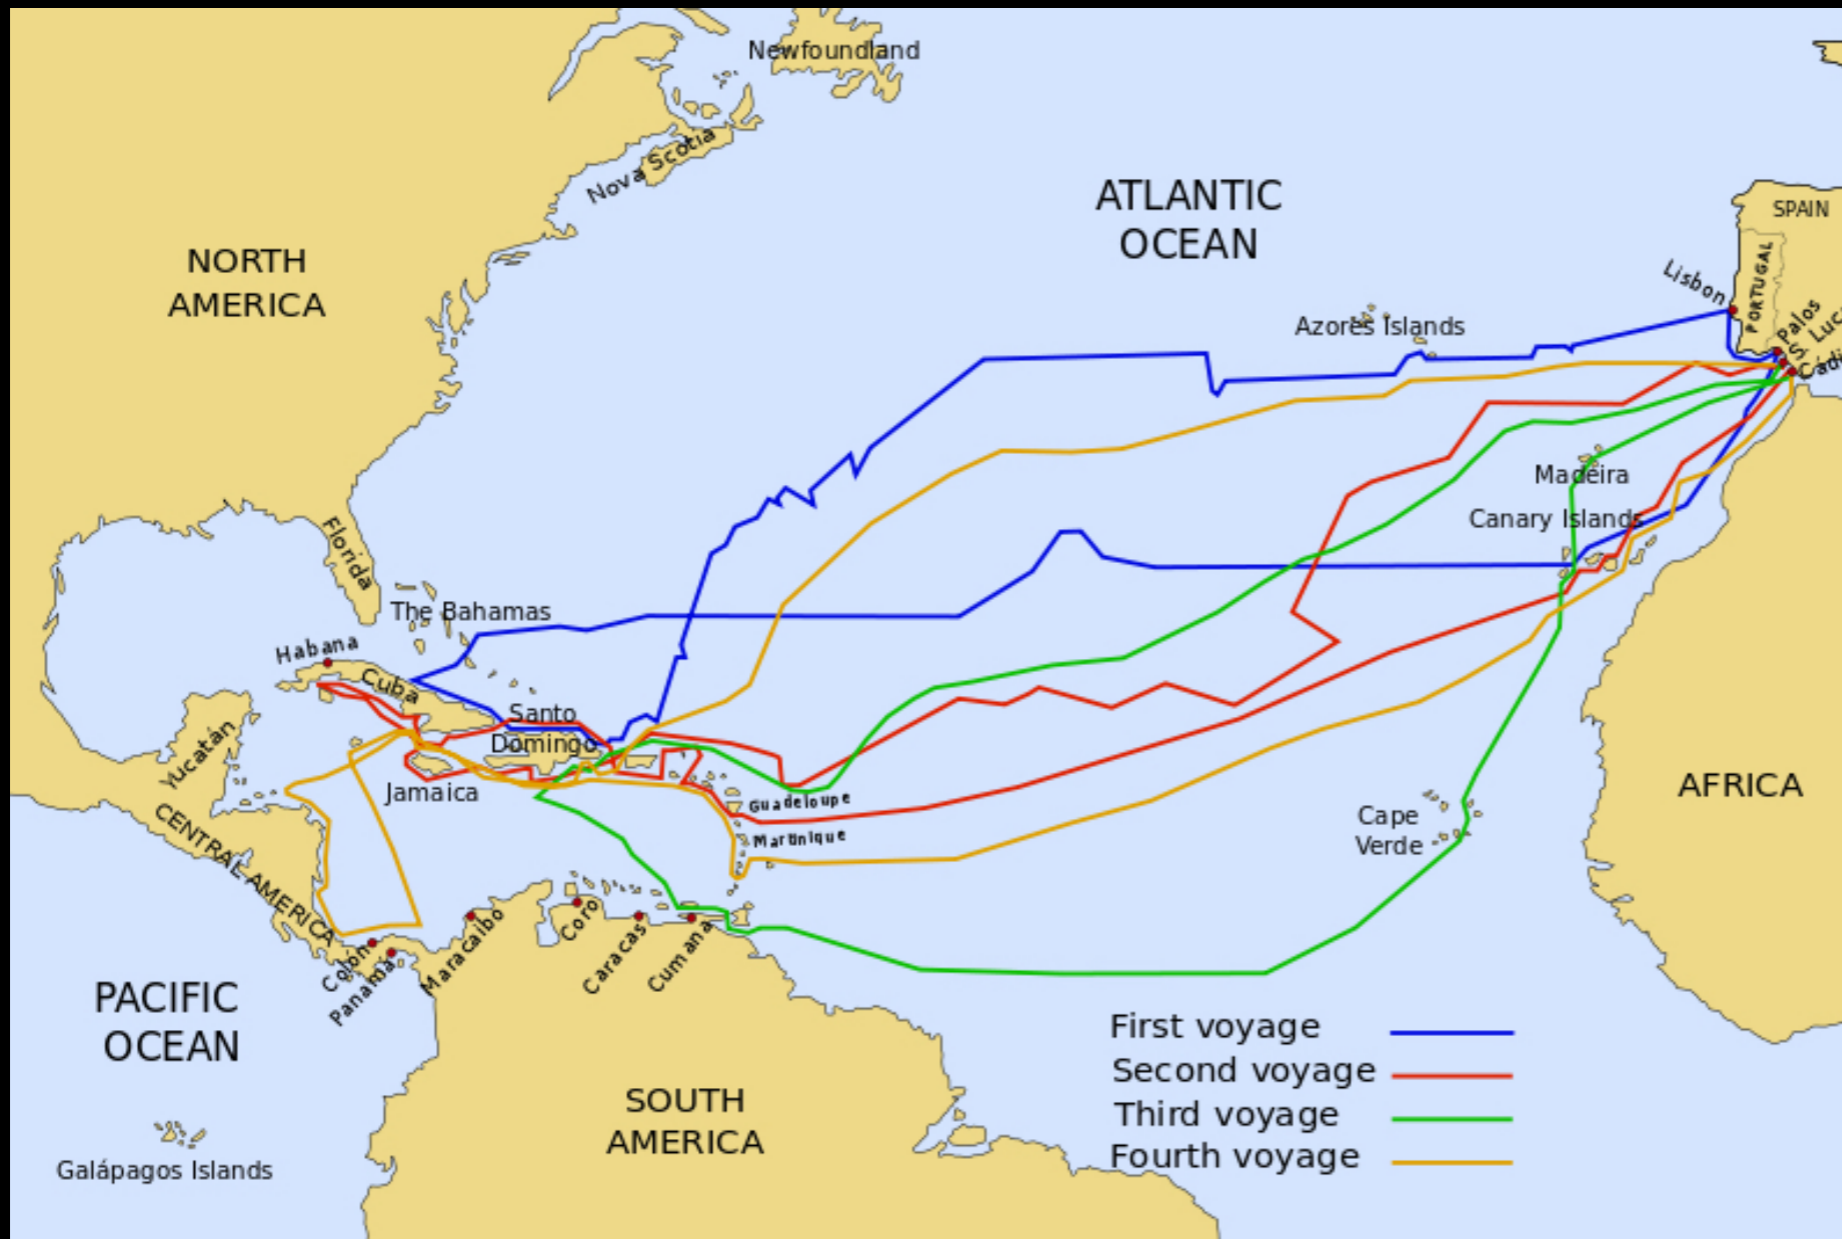 Newfoundland
Nova Scotia
ATLANTIC
OCEAN
SPAIN
PORTUGAL
Lisbon
Palos
NORTH
AMERICA
Azores Islands
Madeira
Canary Islands
Florida
The Bahamas
Habana
Cuba
Santo
Domingo
Yucatán
Jamaica
Guadeloupe
Martinique
AFRICA
Cape
Verde
CENTRAL AMERICA
Colón
Panamá
Maracaibo
Coro
Caracas
Cumana
PACIFIC
OCEAN
Galápagos Islands
SOUTH
AMERICA
First voyage
Second voyage
Third voyage
Fourth voyage